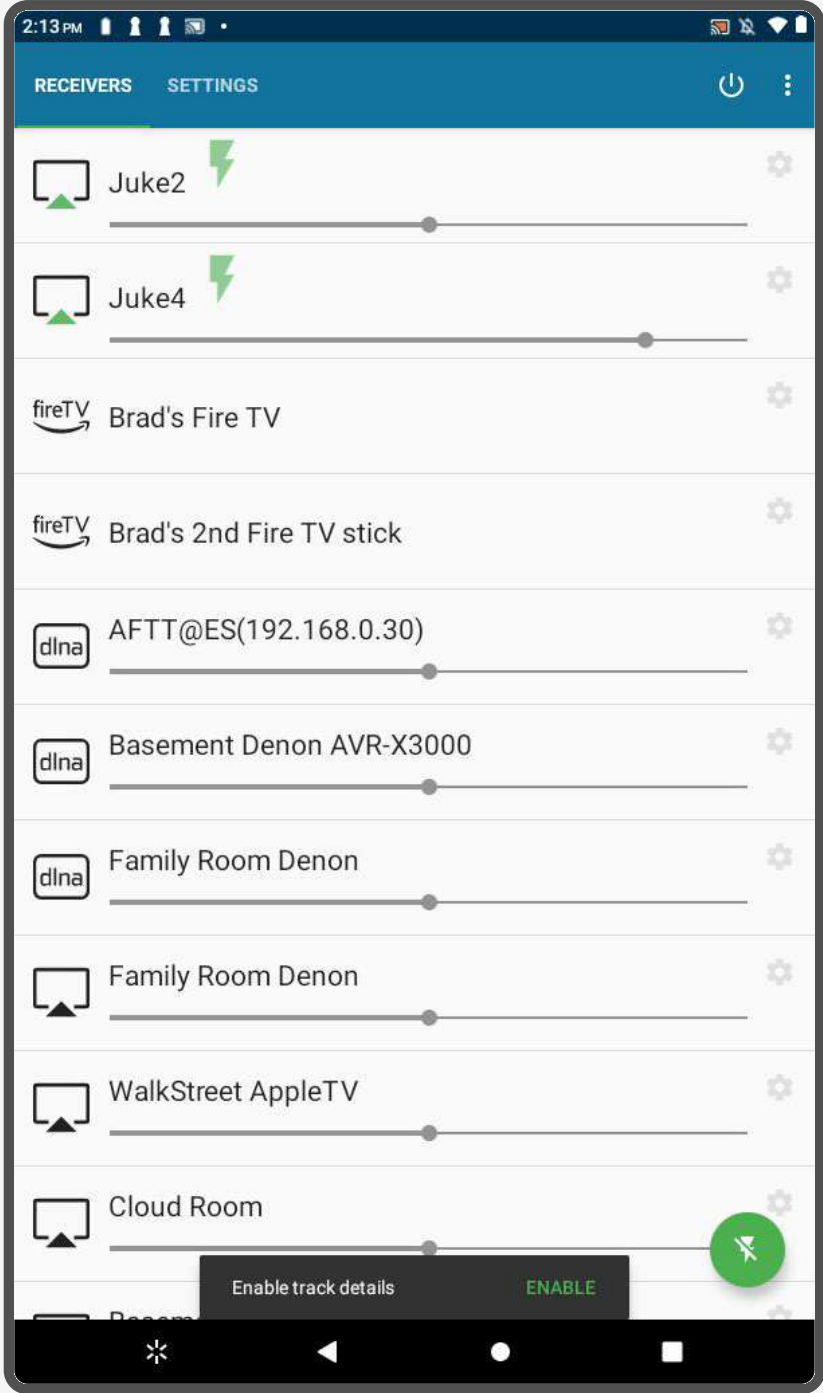 2:13 PM
RECEIVERS SETTINGS
Juke2
Juke4
fireTV Brad's Fire TV
fireTV Brad's 2nd Fire TV stick
dlna AFTT@ES(192.168.0.30)
dlna Basement Denon AVR-X3000
dlna Family Room Denon
Family Room Denon
WalkStreet AppleTV
Cloud Room
Enable track details ENABLE